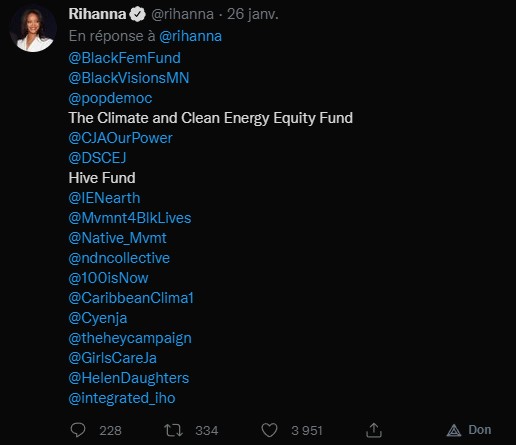 Rihanna @rihanna · 26 janv.
En réponse à @rihanna
@BlackFemFund
@BlackVisionsMN
@popdemoc
The Climate and Clean Energy Equity Fund
@CJAOurPower
@DSCEJ
Hive Fund
@IENearth
@Mvmnt4BlkLives
@Native_Mvmt
@ndncollective
@100isNow
@CaribbeanClima1
@Cyenja
@theheycampaign
@GirlsCareJa
@HelenDaughters
@integrated_iho
228 334 3 951 Don